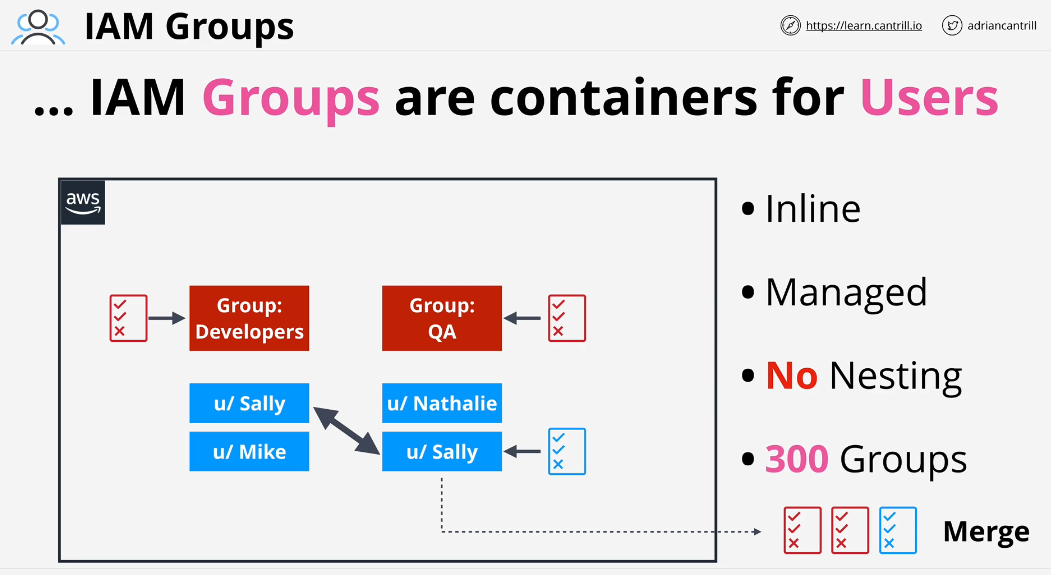 IAM Groups
https://learn.cantrill.io
adriancantrill
... IAM Groups are containers for Users
aws
Group:
Developers
Group:
QA
u/ Sally
u/ Nathalie
u/ Mike
u/ Sally
• Inline
• Managed
• No Nesting
• 300 Groups
Merge